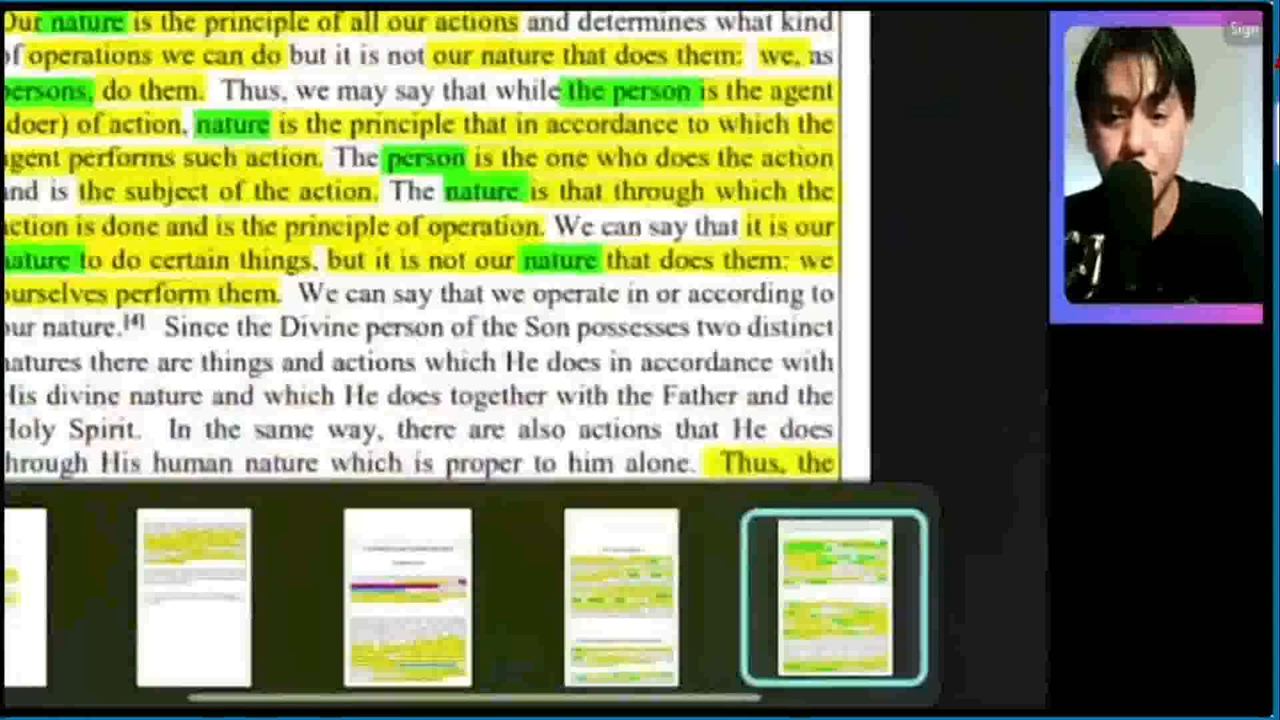 Our nature is the principle of all our actions and determines what kind
of operations we can do but it is not our nature that does them: we, as
persons, do them. Thus, we may say that while the person is the agent
(doer) of action, nature is the principle that in accordance to which the
agent performs such action. The person is the one who does the action
and is the subject of the action. The nature is that through which the
action is done and is the principle of operation. We can say that it is our
nature to do certain things, but it is not our nature that does them; we
ourselves perform them. We can say that we operate in or according to
our nature.[4] Since the Divine person of the Son possesses two distinct
natures there are things and actions which He does in accordance with
His divine nature and which He does together with the Father and the
Holy Spirit. In the same way, there are also actions that He does
through His human nature which is proper to him alone. Thus, the
Sign